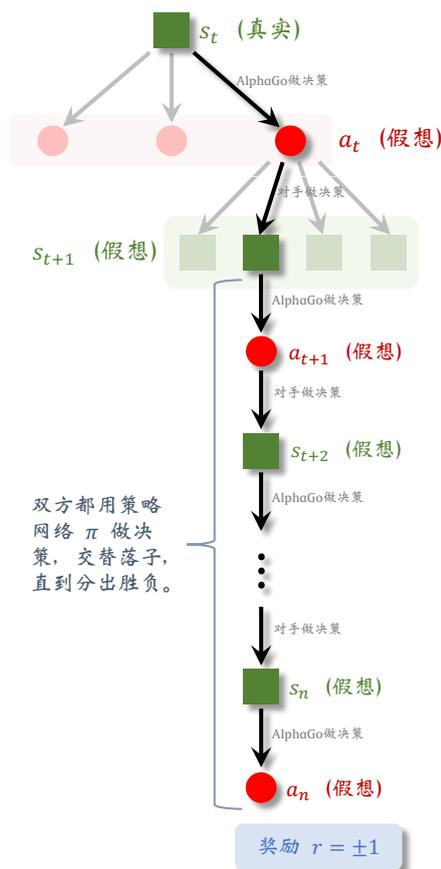 s_t (真实)
AlphaGo做决策
a_t (假想)
对手做决策
s_{t+1} (假想)
AlphaGo做决策
a_{t+1} (假想)
对手做决策
s_{t+2} (假想)
AlphaGo做决策
双方都用策略
网络 π 做决
策，交替落子，
直到分出胜负。
⋮
对手做决策
s_n (假想)
AlphaGo做决策
a_n (假想)
奖励 r = ±1